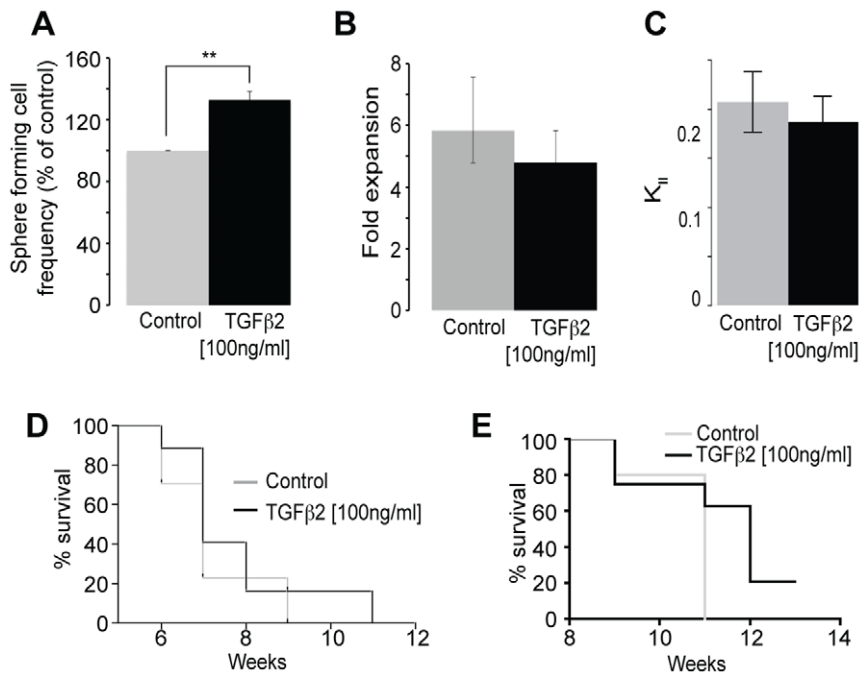 A
Sphere forming cell
frequency (% of control)
160
120
80
40
0
**
Control
TGFβ2
[100ng/ml]
B
Fold expansion
8
6
4
2
0
Control
TGFβ2
[100ng/ml]
C
KII
0.2
0.1
0
Control
TGFβ2
[100ng/ml]
D
% survival
100
80
60
40
20
0
Control
TGFβ2 [100ng/ml]
6
8
10
12
Weeks
E
% survival
100
80
60
40
20
0
Control
TGFβ2 [100ng/ml]
8
10
12
14
Weeks